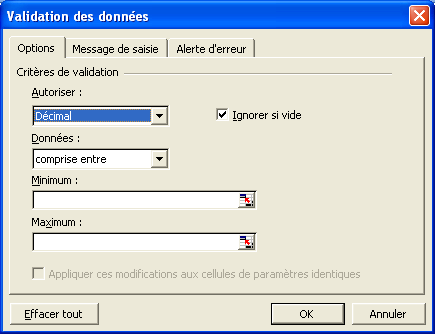 Validation des données
Options
Message de saisie
Alerte d'erreur
Critères de validation
Autoriser :
Décimal
Ignorer si vide
Données :
comprise entre
Minimum :
Maximum :
Appliquer ces modifications aux cellules de paramètres identiques
Effacer tout
OK
Annuler